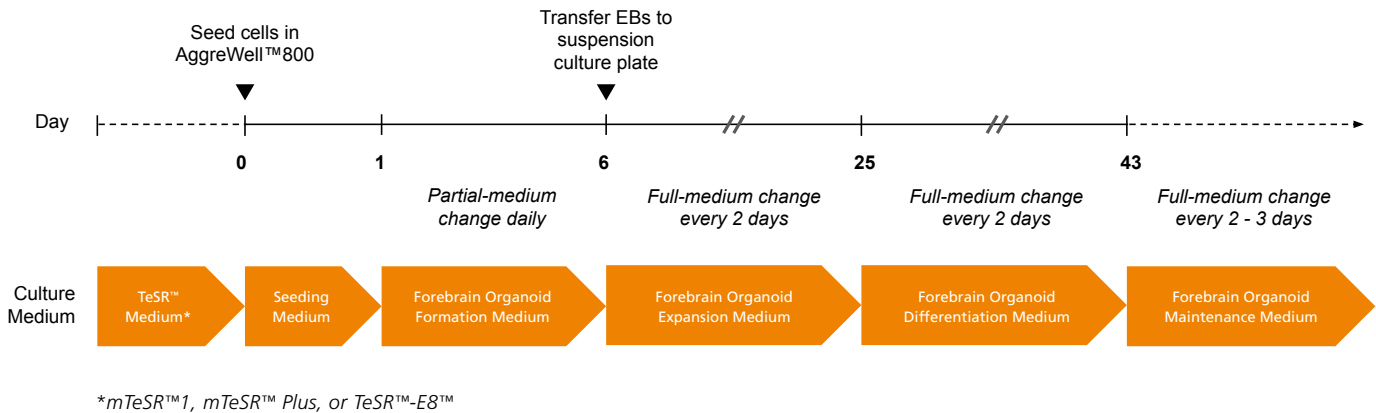 Seed cells in
AggreWell™800
Transfer EBs to
suspension
culture plate
Day
0
1
6
25
43
Partial-medium
change daily
Full-medium change
every 2 days
Full-medium change
every 2 days
Full-medium change
every 2 - 3 days
Culture
Medium
TeSR™
Medium*
Seeding
Medium
Forebrain Organoid
Formation Medium
Forebrain Organoid
Expansion Medium
Forebrain Organoid
Differentiation Medium
Forebrain Organoid
Maintenance Medium
*mTeSR™1, mTeSR™ Plus, or TeSR™-E8™